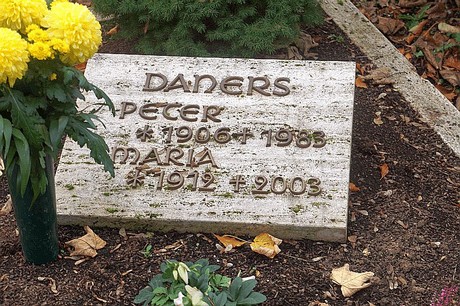 DANERS
PETER
* 1906 + 1983
MARIA
* 1912 + 2003